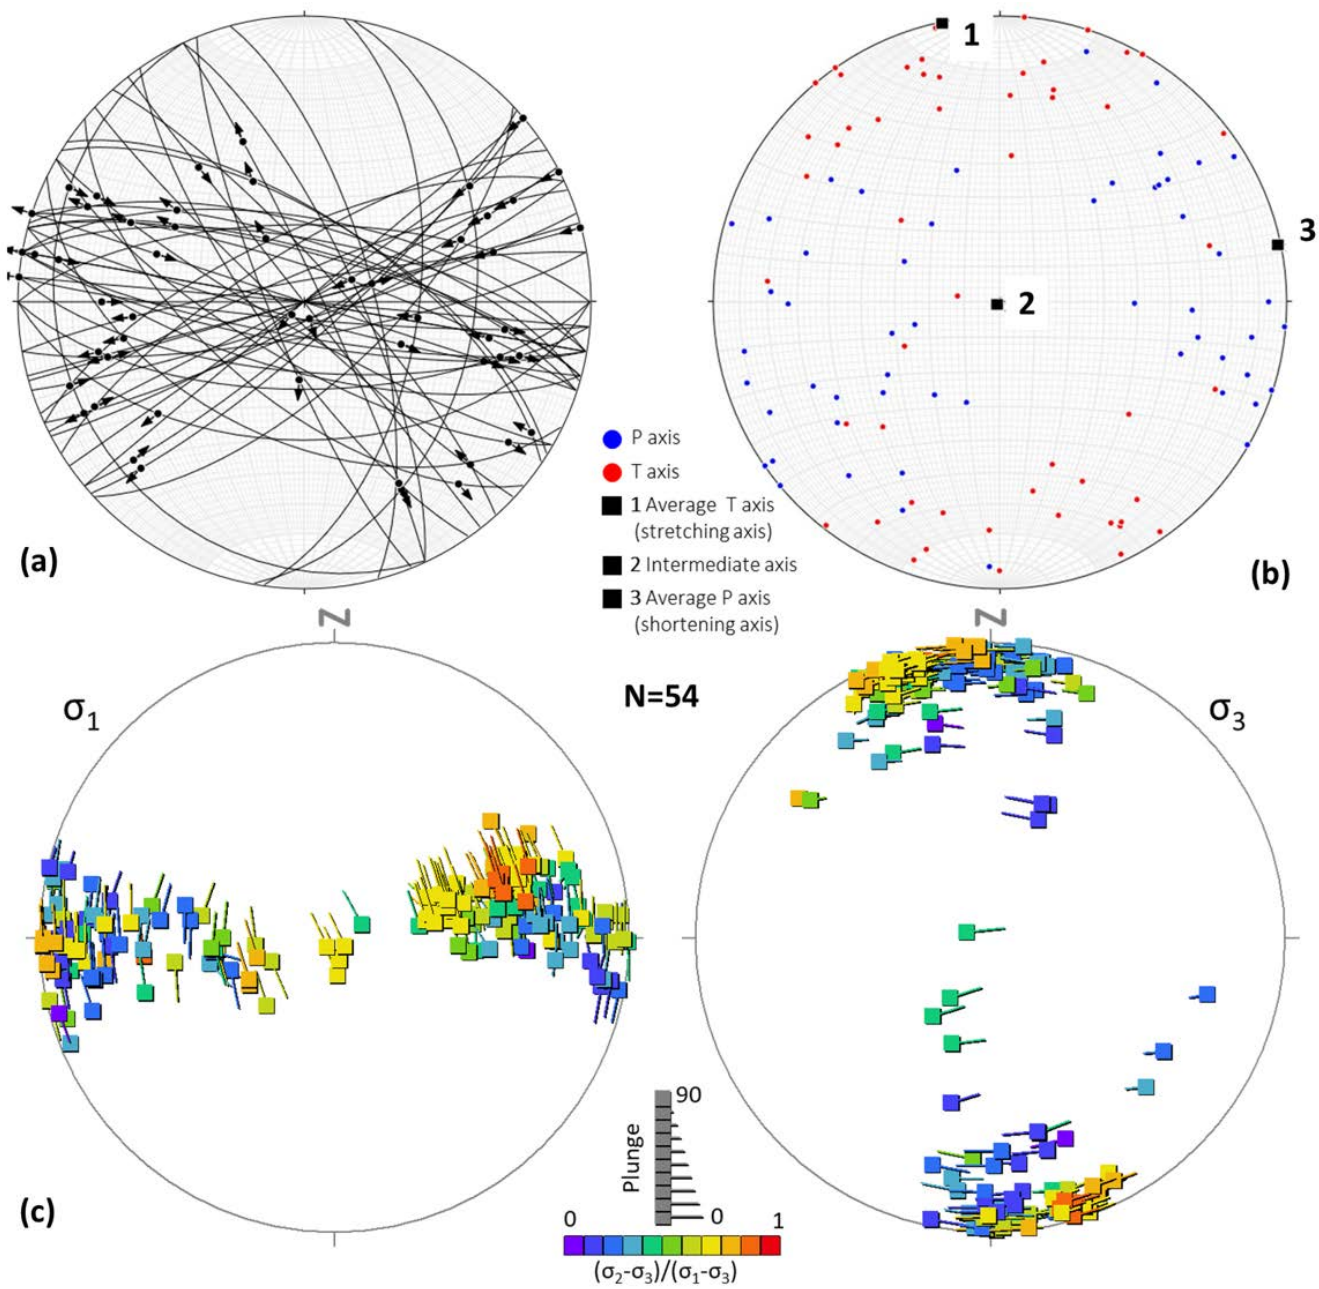 1
3
2
P axis
T axis
1 Average T axis
(stretching axis)
2 Intermediate axis
3 Average P axis
(shortening axis)
(a)
(b)
N
N
σ1
N=54
σ3
90
Plunge
0
0
1
(σ2-σ3)/(σ1-σ3)
(c)